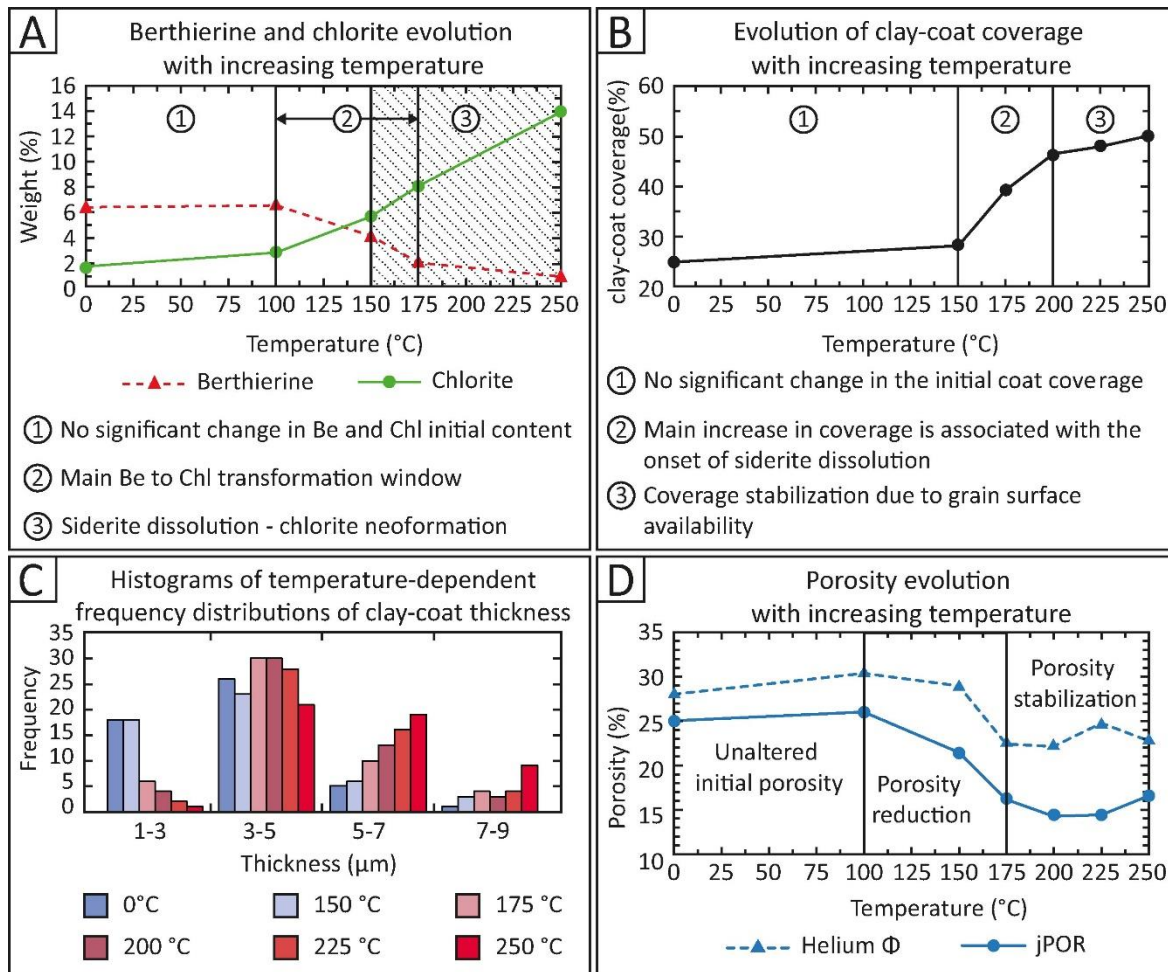 A
Berthierine and chlorite evolution
with increasing temperature
16
14
12
10
8
6
4
2
0
Weight (%)
① ② ③
0 25 50 75 100 125 150 175 200 225 250
Temperature (°C)
Berthierine Chlorite
① No significant change in Be and Chl initial content
② Main Be to Chl transformation window
③ Siderite dissolution - chlorite neoformation
B
Evolution of clay-coat coverage
with increasing temperature
60
50
40
30
20
clay-coat coverage(%)
① ② ③
0 25 50 75 100 125 150 175 200 225 250
Temperature (°C)
① No significant change in the initial coat coverage
② Main increase in coverage is associated with the
onset of siderite dissolution
③ Coverage stabilization due to grain surface
availability
C
Histograms of temperature-dependent
frequency distributions of clay-coat thickness
35
30
25
20
15
10
5
0
Frequency
1-3 3-5 5-7 7-9
Thickness (µm)
0°C 150 °C 175 °C
200 °C 225 °C 250 °C
D
Porosity evolution
with increasing temperature
35
30
25
20
15
10
Porosity (%)
Porosity
stabilization
Unaltered
initial porosity
Porosity
reduction
0 25 50 75 100 125 150 175 200 225 250
Temperature (°C)
Helium Φ jPOR